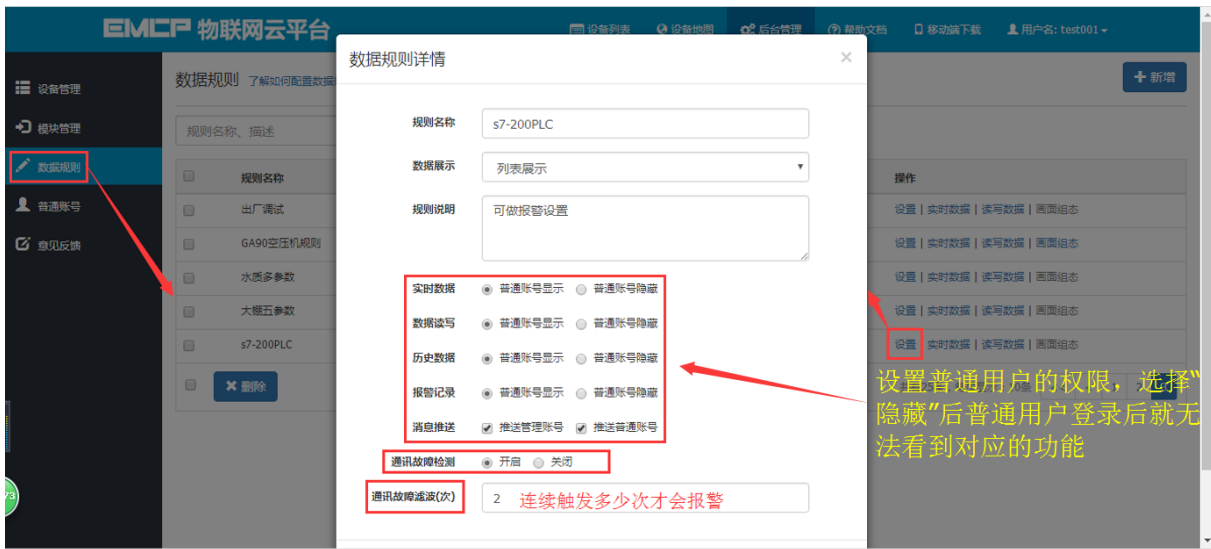 EMCP 物联网云平台
设备列表 设备地图 后台管理 帮助文档 移动端下载 用户名: test001
数据规则详情 ×
设备管理
模块管理
数据规则
普通账号
意见反馈
数据规则 了解如何配置数据
新增
规则名称、描述
规则名称 操作
出厂调试 设置 | 实时数据 | 读写数据 | 画面组态
GA90空压机规则 设置 | 实时数据 | 读写数据 | 画面组态
水质多参数 设置 | 实时数据 | 读写数据 | 画面组态
大棚五参数 设置 | 实时数据 | 读写数据 | 画面组态
s7-200PLC 设置 | 实时数据 | 读写数据 | 画面组态
删除
规则名称 s7-200PLC
数据展示 列表展示
规则说明 可做报警设置
实时数据 普通账号显示 普通账号隐藏
数据读写 普通账号显示 普通账号隐藏
历史数据 普通账号显示 普通账号隐藏
报警记录 普通账号显示 普通账号隐藏
消息推送 推送管理账号 推送普通账号
通讯故障检测 开启 关闭
通讯故障滤波(次) 2 连续触发多少次才会报警
设置普通用户的权限，选择“
隐藏”后普通用户登录后就无
法看到对应的功能
73